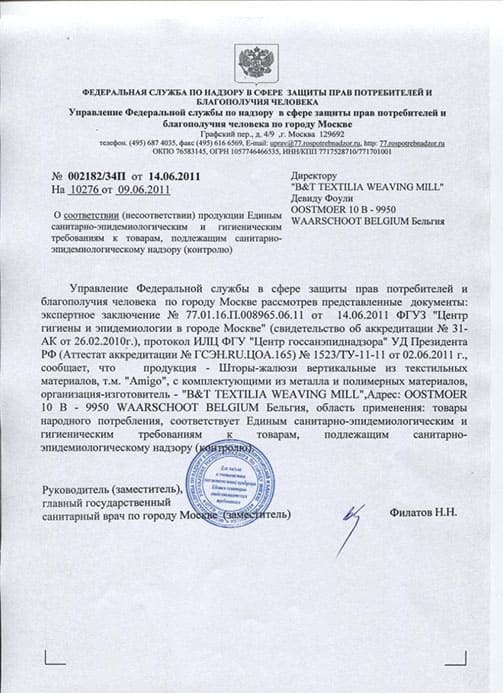 ФЕДЕРАЛЬНАЯ СЛУЖБА ПО НАДЗОРУ В СФЕРЕ ЗАЩИТЫ ПРАВ ПОТРЕБИТЕЛЕЙ И
БЛАГОПОЛУЧИЯ ЧЕЛОВЕКА
Управление Федеральной службы по надзору в сфере защиты прав потребителей и
благополучия человека по городу Москве
Графский пер., д. 4/9 ,г. Москва 129692
телефон. (495) 687 4035, факс (495) 616 6569, E-mail: uprav@77.rospotrebnadzor.ru, http://77.rospotrebnadzor.ru
ОКПО 76583145, ОГРН 1057746466535, ИНН/КПП 7717528710/771701001
№ 002182/34П от 14.06.2011
На 10276 от 09.06.2011
О соответствии (несоответствии) продукции Единым
санитарно-эпидемиологическим и гигиеническим
требованиям к товарам, подлежащим санитарно-
эпидемиологическому надзору (контролю)
Директору
"B&T TEXTILIA WEAVING MILL"
Девиду Фоули
OOSTMOER 10 B - 9950
WAARSCHOOT BELGIUM Бельгия
Управление Федеральной службы в сфере защиты прав потребителей и
благополучия человека по городу Москве рассмотрев представленные документы:
экспертное заключение № 77.01.16.П.008965.06.11 от 14.06.2011 ФГУЗ "Центр
гигиены и эпидемиологии в городе Москве" (свидетельство об аккредитации № 31-
АК от 26.02.2010г.), протокол ИЛЦ ФГУ "Центр госсанэпиднадзора" УД Президента
РФ (Аттестат аккредитации № ГСЭН.RU.ЦОА.165) № 1523/ТУ-11-11 от 02.06.2011 г.,
сообщает, что продукция - Шторы-жалюзи вертикальные из текстильных
материалов, т.м. "Amigo", с комплектующими из металла и полимерных материалов,
организация-изготовитель - "B&T TEXTILIA WEAVING MILL",Адрес: OOSTMOER
10 B - 9950 WAARSCHOOT BELGIUM Бельгия, область применения: товары
народного потребления, соответствует Единым санитарно-эпидемиологическим и
гигиеническим требованиям к товарам, подлежащим санитарно-
эпидемиологическому надзору (контролю).
Руководитель (заместитель),
главный государственный
санитарный врач по городу Москве (заместитель)
Филатов Н.Н.